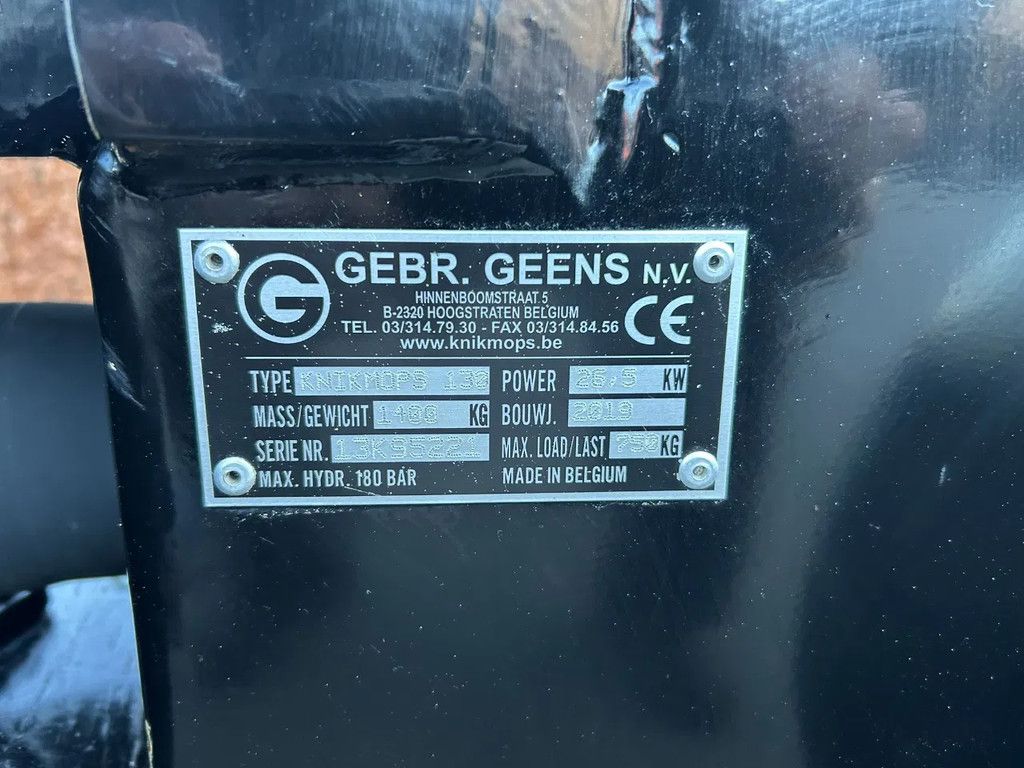 G
GEBR. GEENS N.V.
HINNENBOOMSTRAAT 5
B-2320 HOOGSTRATEN BELGIUM
TEL. 03/314.79.30 - FAX 03/314.84.56
www.knikmops.be
CE
TYPE KNIKMOPS 130 POWER 26,5 KW
MASS/GEWICHT 1400 KG BOUWJ. 2019
SERIE NR. 13K95221 MAX. LOAD/LAST 750 KG
MAX. HYDR. 180 BAR MADE IN BELGIUM